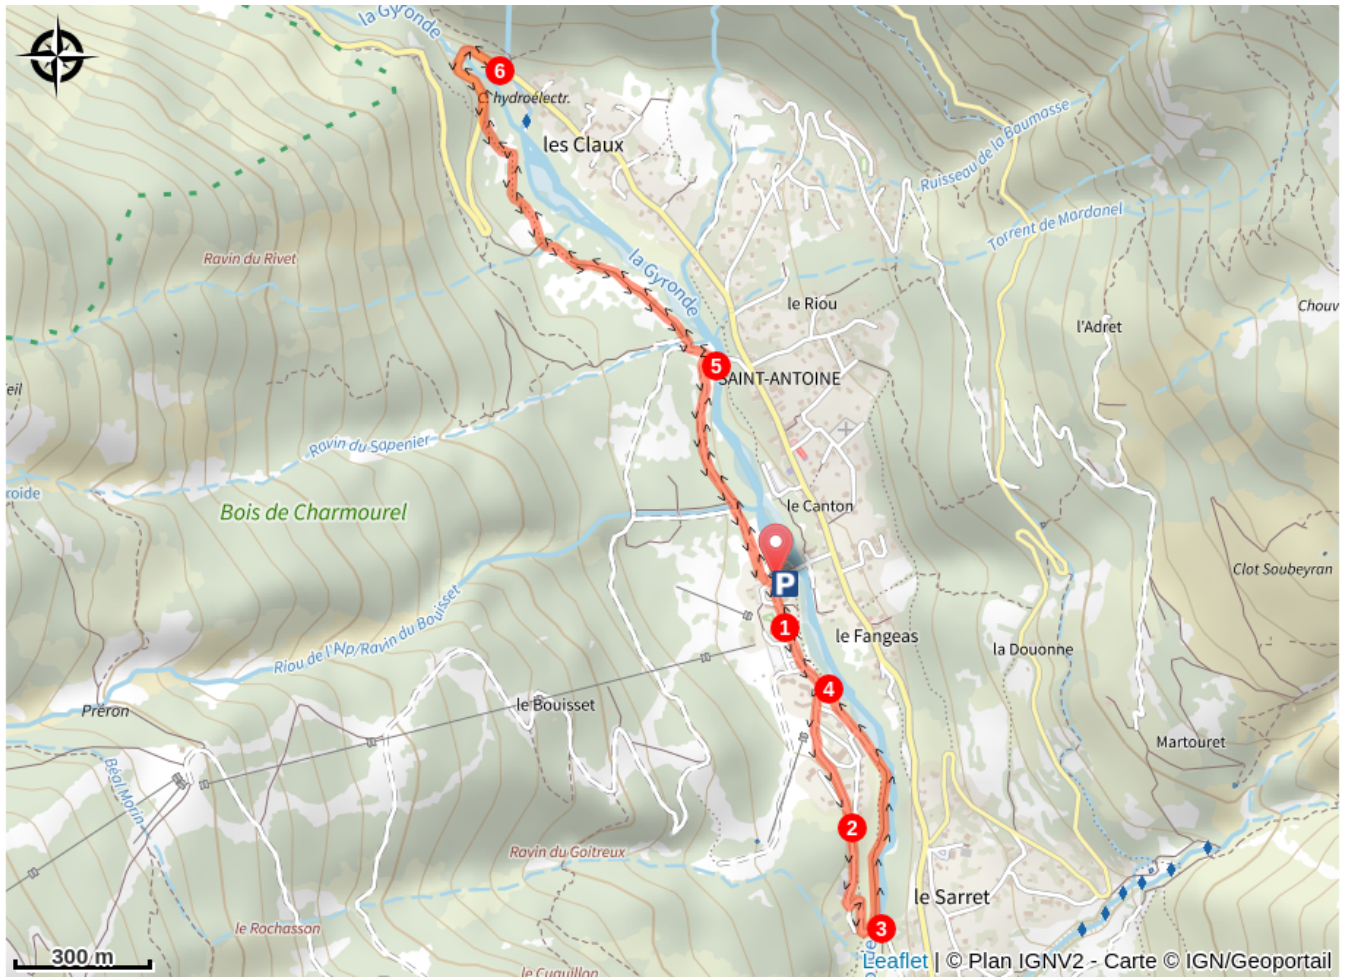 la Gyronde
6
C. hydroélectr.
les Claux
Ruisseau de la Baumasse
Torrent de Mordanel
Ravin du Rivet
la Gyronde
le Riou
Chouv
l'Adret
5
SAINT-ANTOINE
eil
Ravin du Sapenier
roide
Bois de Charmourel
le Canton
P
Clot Soubeyran
Riou de l'Alp/Ravin du Bouisset
1
le Fangeas
la Douonne
4
le Bouisset
Préron
Martouret
Béal Morin
2
Ravin du Goitreux
le Sarret
le Rochasson
3
300 m
le Cuguillon
Leaflet | © Plan IGNV2 - Carte © IGN/Geoportail